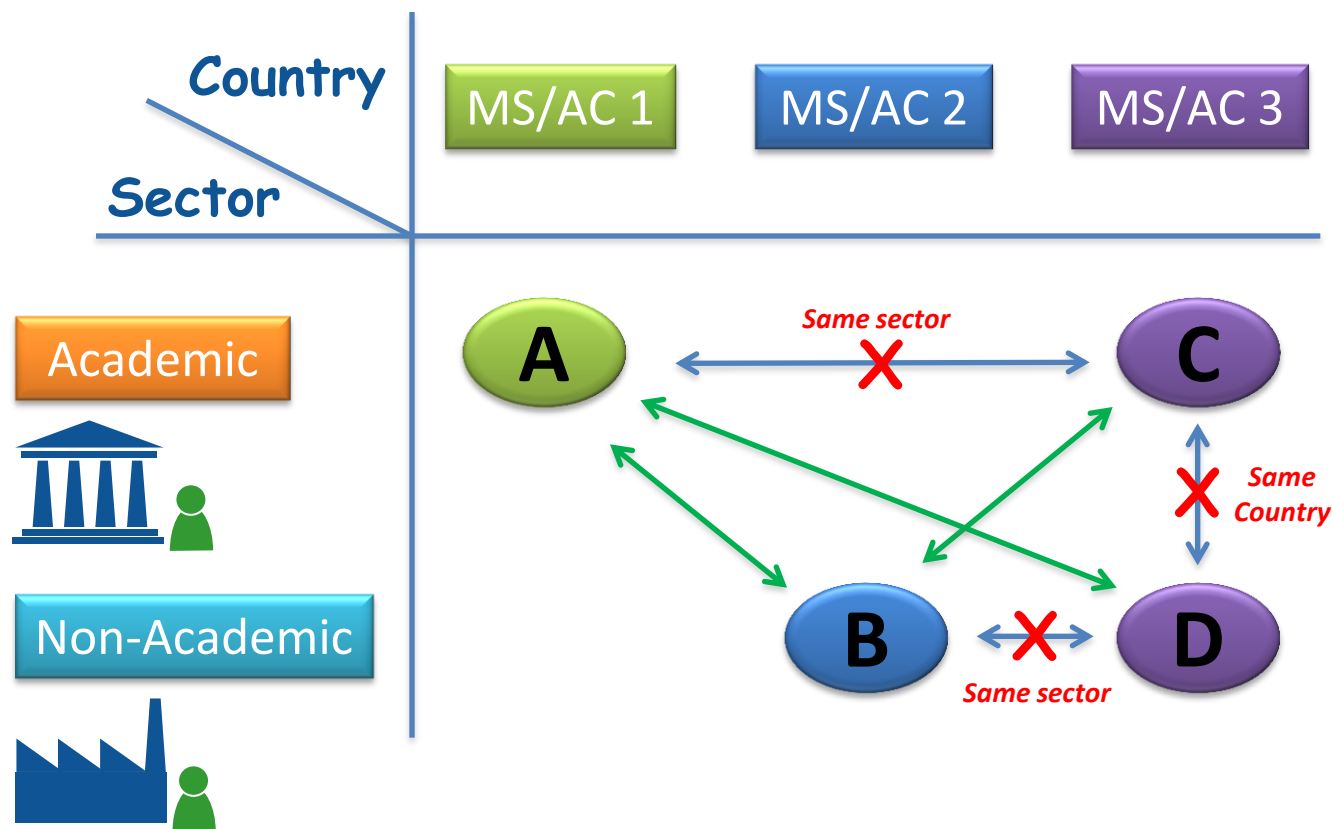 Country
MS/AC 1
MS/AC 2
MS/AC 3
Sector
Academic
A
Same sector
X
C
X
Same
Country
Non-Academic
B
X
D
Same sector